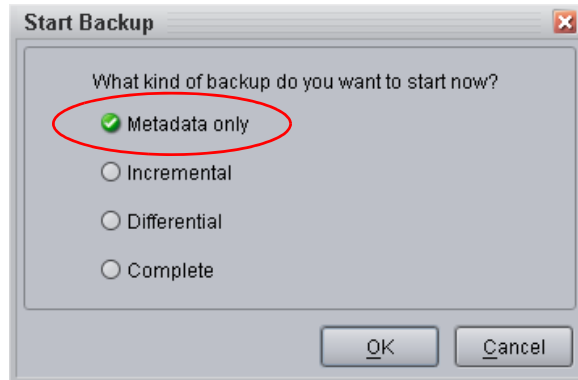 Start Backup
What kind of backup do you want to start now?
Metadata only
Incremental
Differential
Complete
OK
Cancel